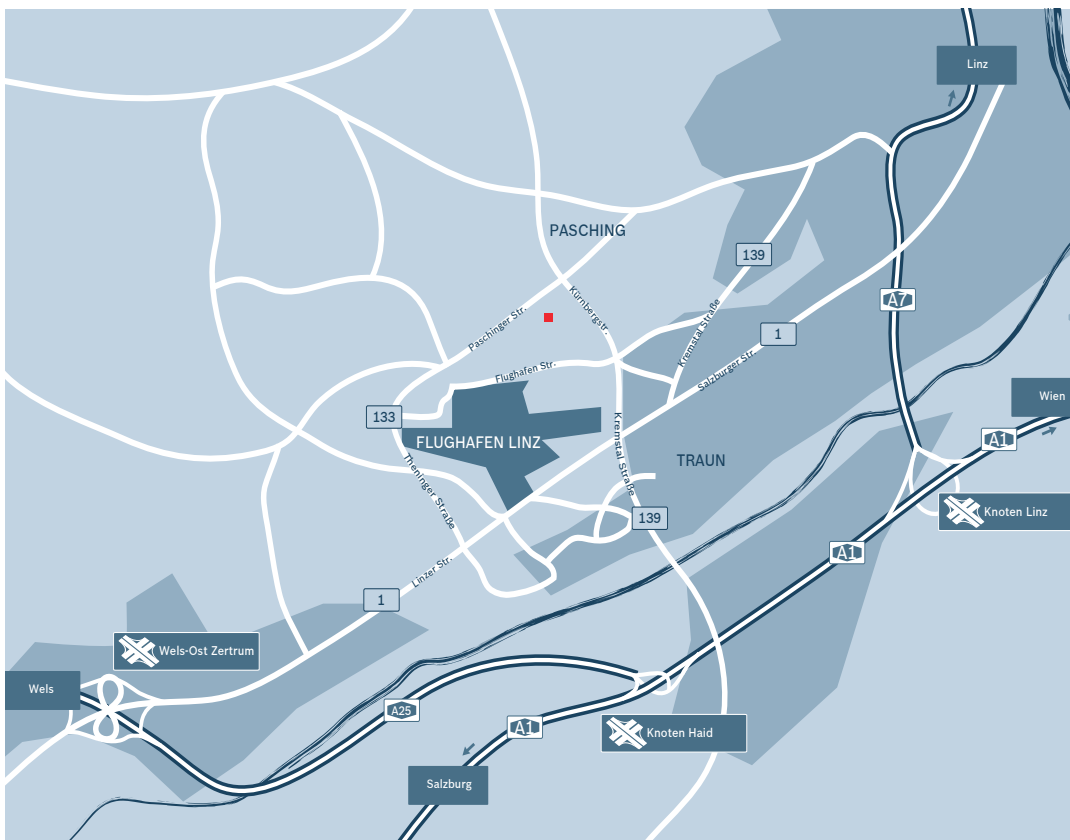 Linz
PASCHING
139
Kürnbergstr.
A7
Paschinger Str.
Kremstal Straße
1
Salzburger Str.
Flughafen Str.
Wien
133
FLUGHAFEN LINZ
Kremstal Straße
A1
TRAUN
Theninger Straße
Knoten Linz
139
A1
Linzer Str.
1
Wels-Ost Zertrum
Wels
A25
A1
Knoten Haid
Salzburg